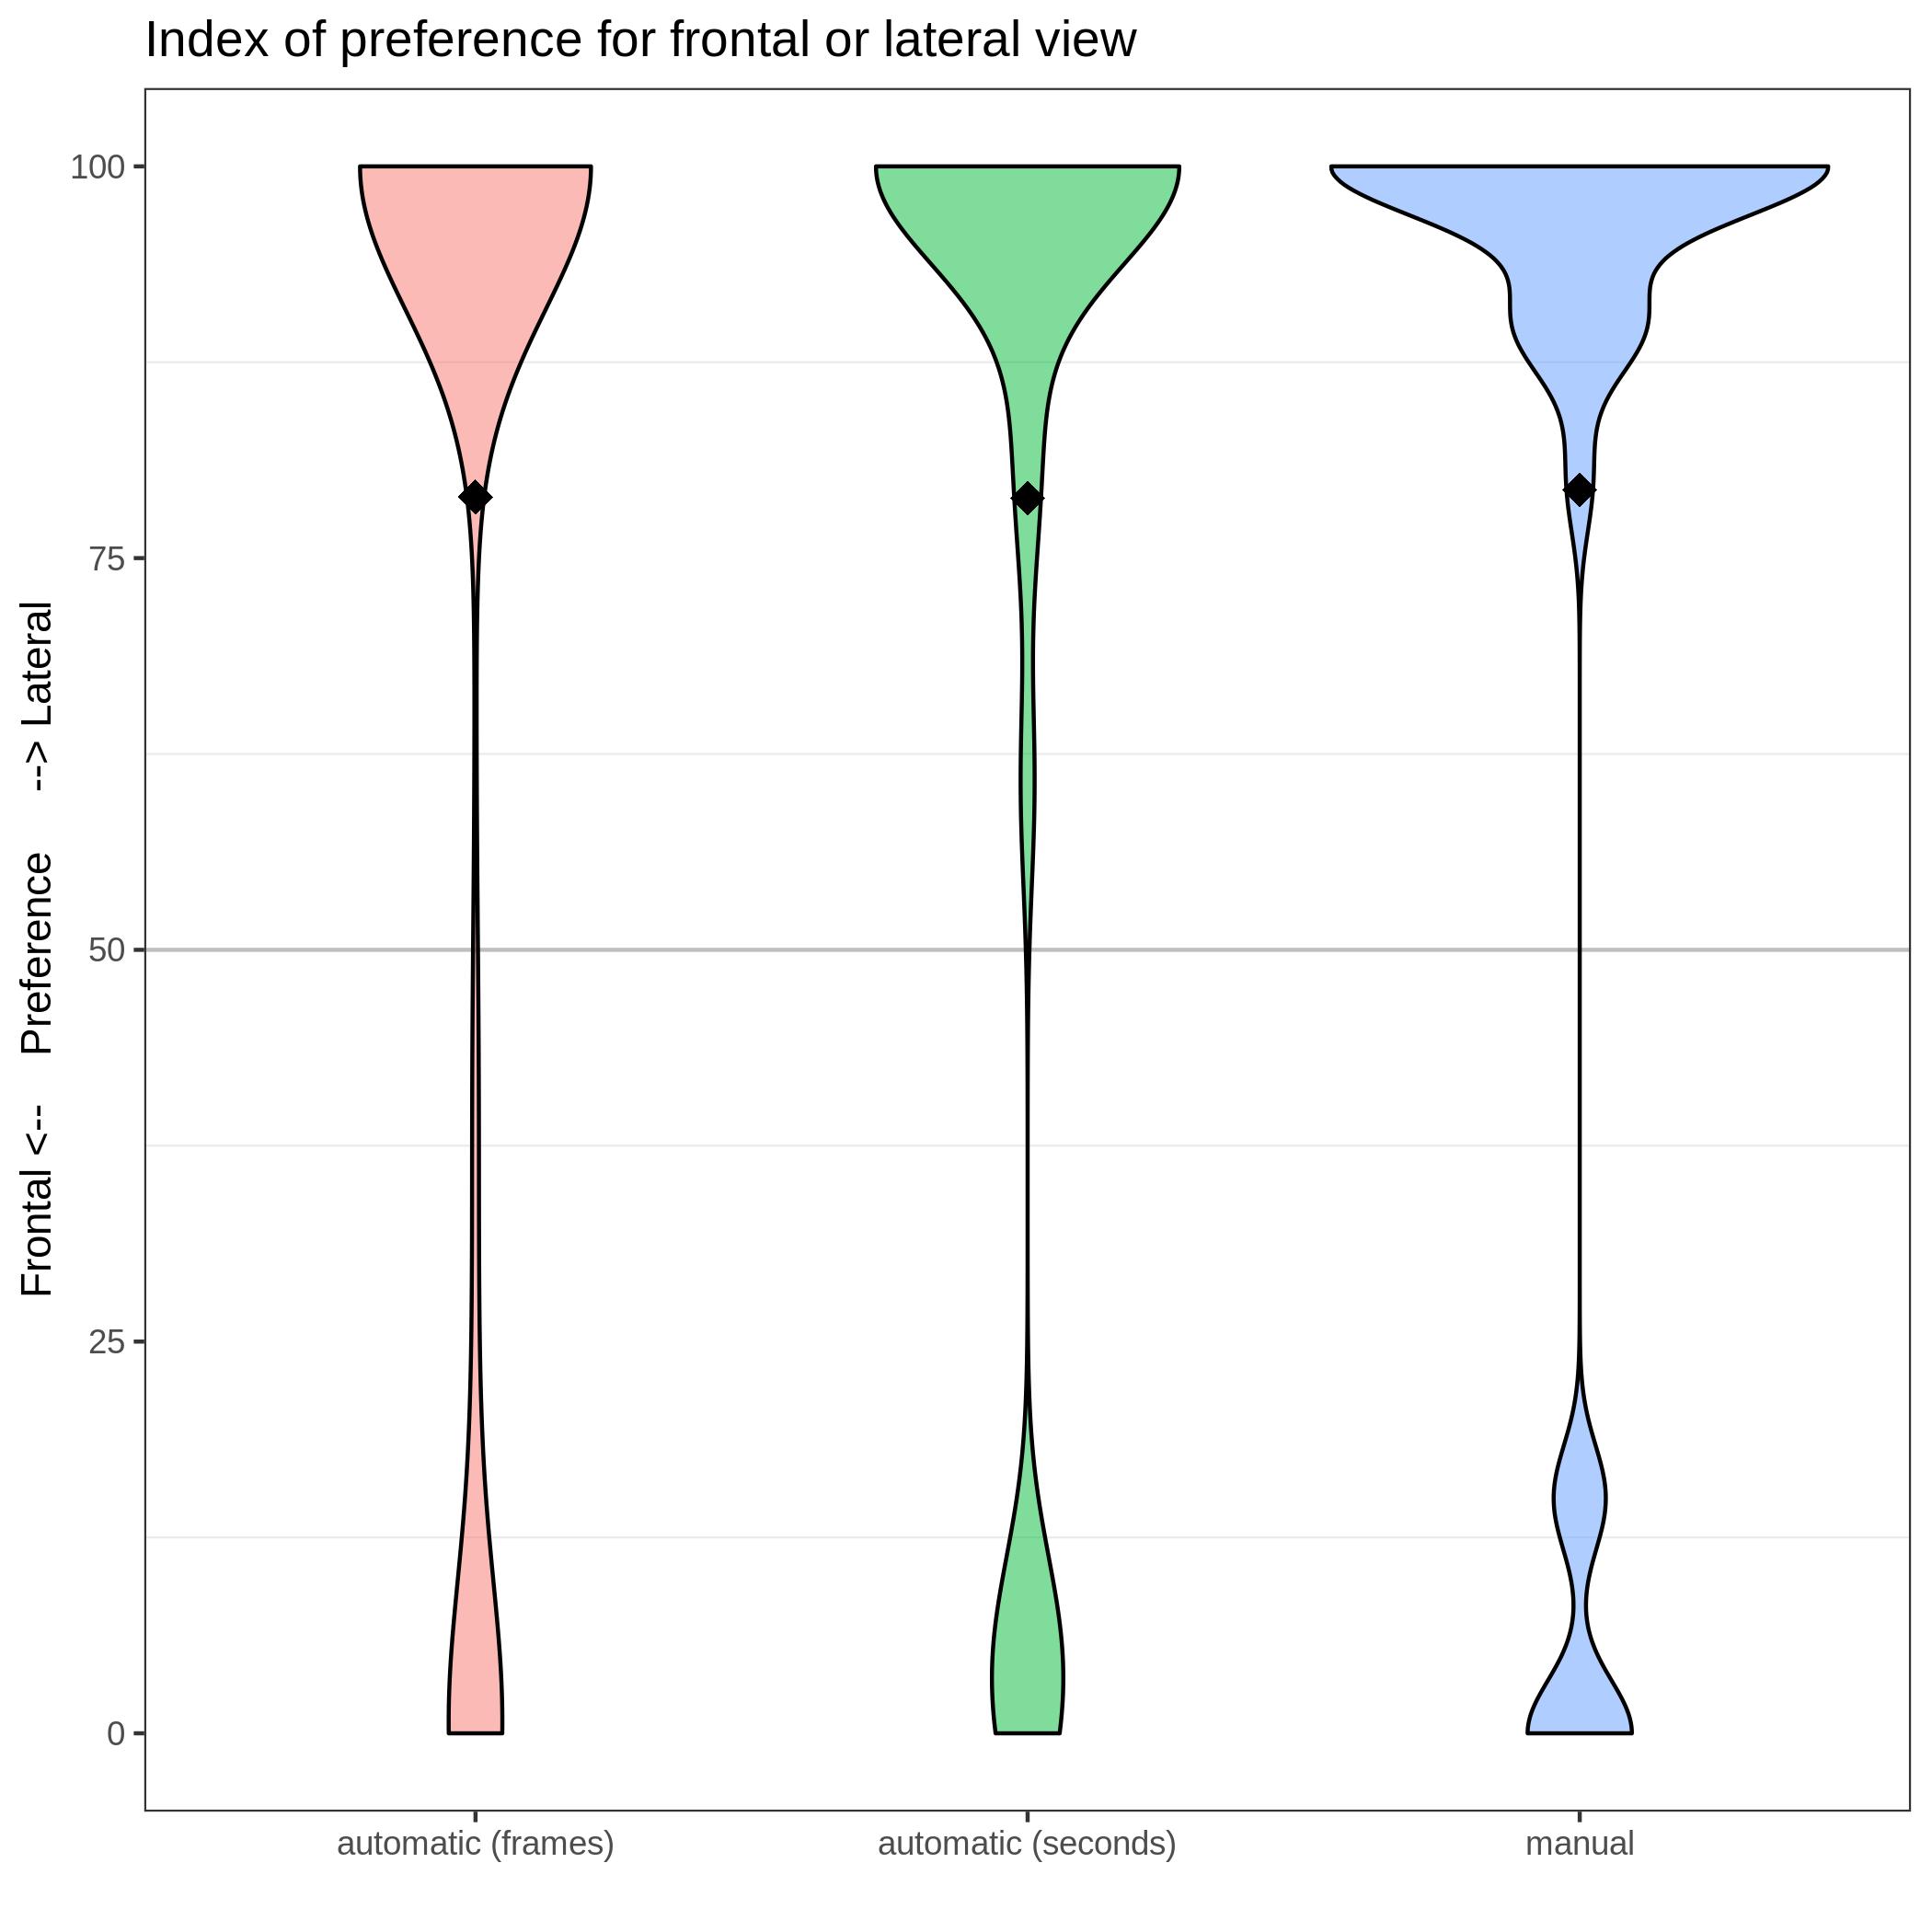 Index of preference for frontal or lateral view
100
75
50
25
0
Frontal <-- Preference --> Lateral
automatic (frames)
automatic (seconds)
manual